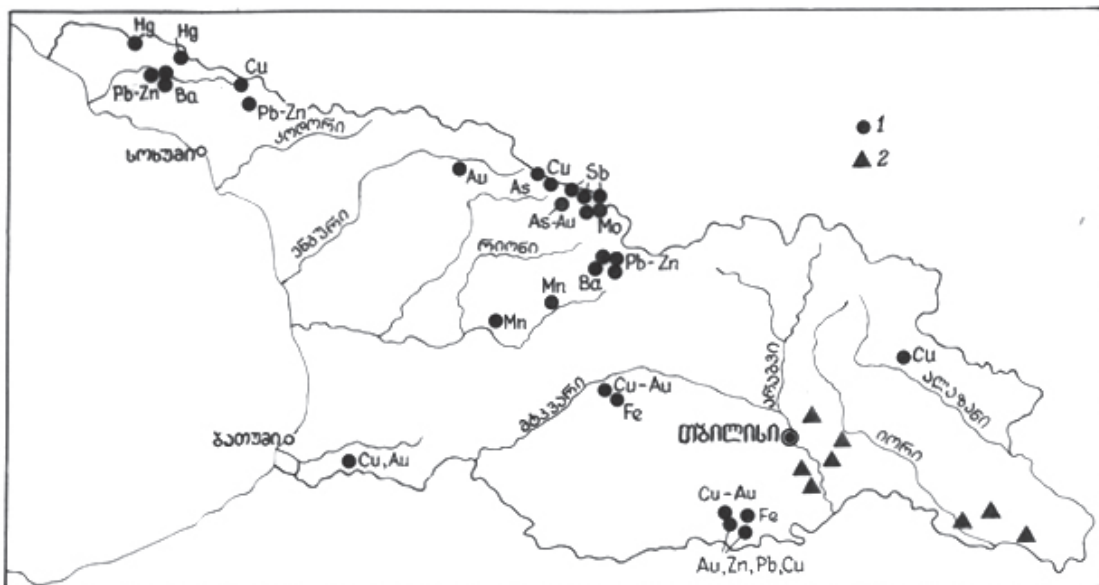 Hg
Hg
Cu
Pb-Zn
Ba
Pb-Zn
კოდორი
სოხუმი
1
2
Au
As
Cu
Sb
As-Au
Mo
ენგური
რიონი
Pb-Zn
Ba
Mn
Mn
Cu
არაგვი
ალაზანი
Cu-Au
Fe
მტკვარი
თბილისი
იორი
ბათუმი
Cu,Au
Cu-Au
Fe
Au,Zn,Pb,Cu